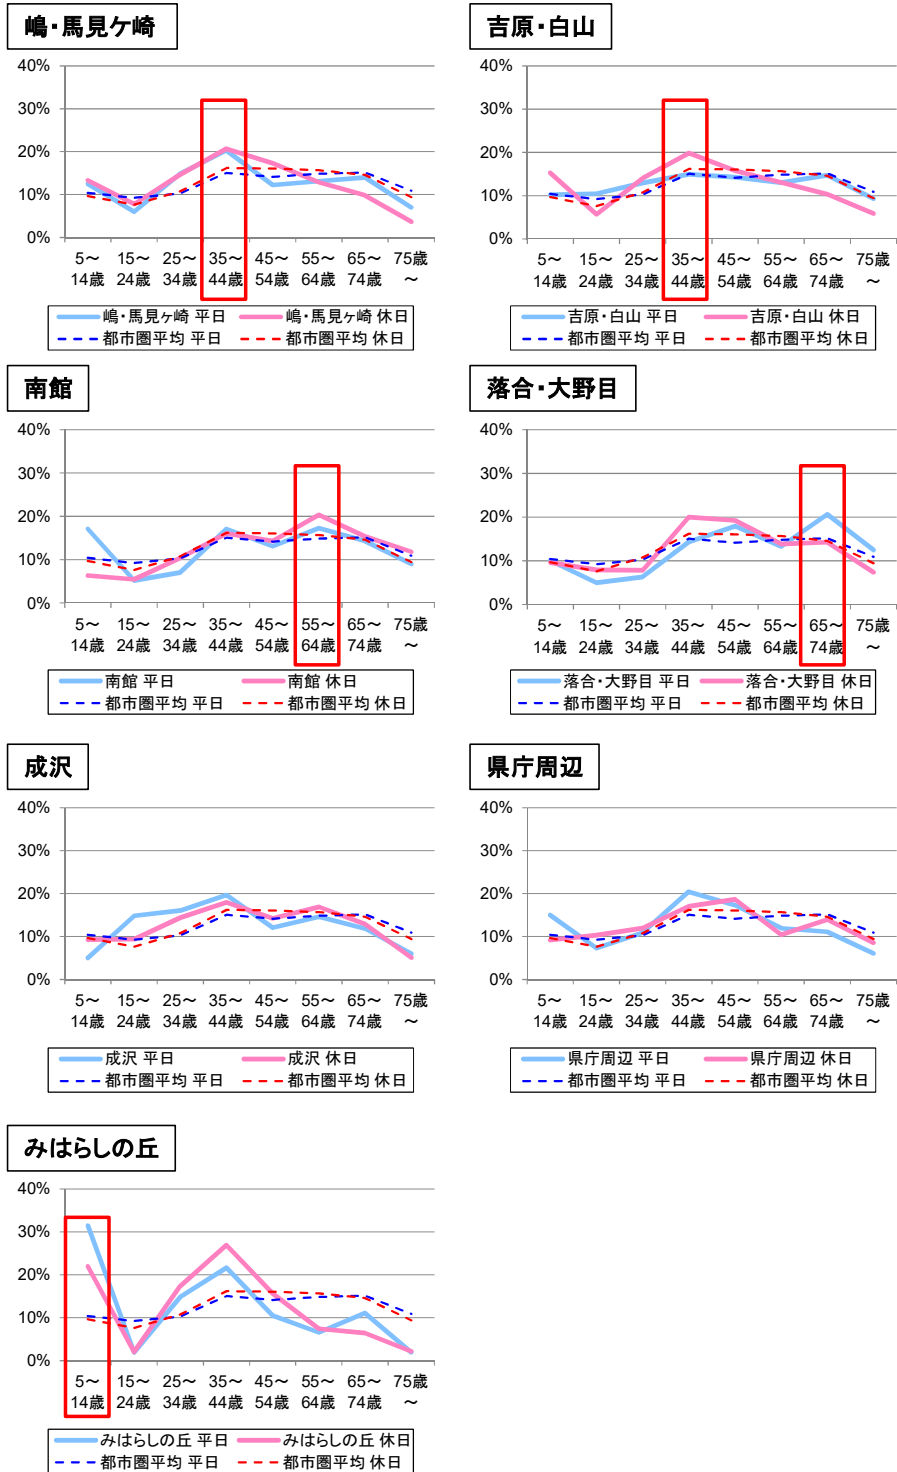 嶋・馬見ケ崎
40%
30%
20%
10%
0%
5～ 15～ 25～ 35～ 45～ 55～ 65～ 75歳
14歳 24歳 34歳 44歳 54歳 64歳 74歳 ～
嶋・馬見ヶ崎 平日 嶋・馬見ヶ崎 休日
都市圏平均 平日 都市圏平均 休日
吉原・白山
40%
30%
20%
10%
0%
5～ 15～ 25～ 35～ 45～ 55～ 65～ 75歳
14歳 24歳 34歳 44歳 54歳 64歳 74歳 ～
吉原・白山 平日 吉原・白山 休日
都市圏平均 平日 都市圏平均 休日
南館
40%
30%
20%
10%
0%
5～ 15～ 25～ 35～ 45～ 55～ 65～ 75歳
14歳 24歳 34歳 44歳 54歳 64歳 74歳 ～
南館 平日 南館 休日
都市圏平均 平日 都市圏平均 休日
落合・大野目
40%
30%
20%
10%
0%
5～ 15～ 25～ 35～ 45～ 55～ 65～ 75歳
14歳 24歳 34歳 44歳 54歳 64歳 74歳 ～
落合・大野目 平日 落合・大野目 休日
都市圏平均 平日 都市圏平均 休日
成沢
40%
30%
20%
10%
0%
5～ 15～ 25～ 35～ 45～ 55～ 65～ 75歳
14歳 24歳 34歳 44歳 54歳 64歳 74歳 ～
成沢 平日 成沢 休日
都市圏平均 平日 都市圏平均 休日
県庁周辺
40%
30%
20%
10%
0%
5～ 15～ 25～ 35～ 45～ 55～ 65～ 75歳
14歳 24歳 34歳 44歳 54歳 64歳 74歳 ～
県庁周辺 平日 県庁周辺 休日
都市圏平均 平日 都市圏平均 休日
みはらしの丘
40%
30%
20%
10%
0%
5～ 15～ 25～ 35～ 45～ 55～ 65～ 75歳
14歳 24歳 34歳 44歳 54歳 64歳 74歳 ～
みはらしの丘 平日 みはらしの丘 休日
都市圏平均 平日 都市圏平均 休日